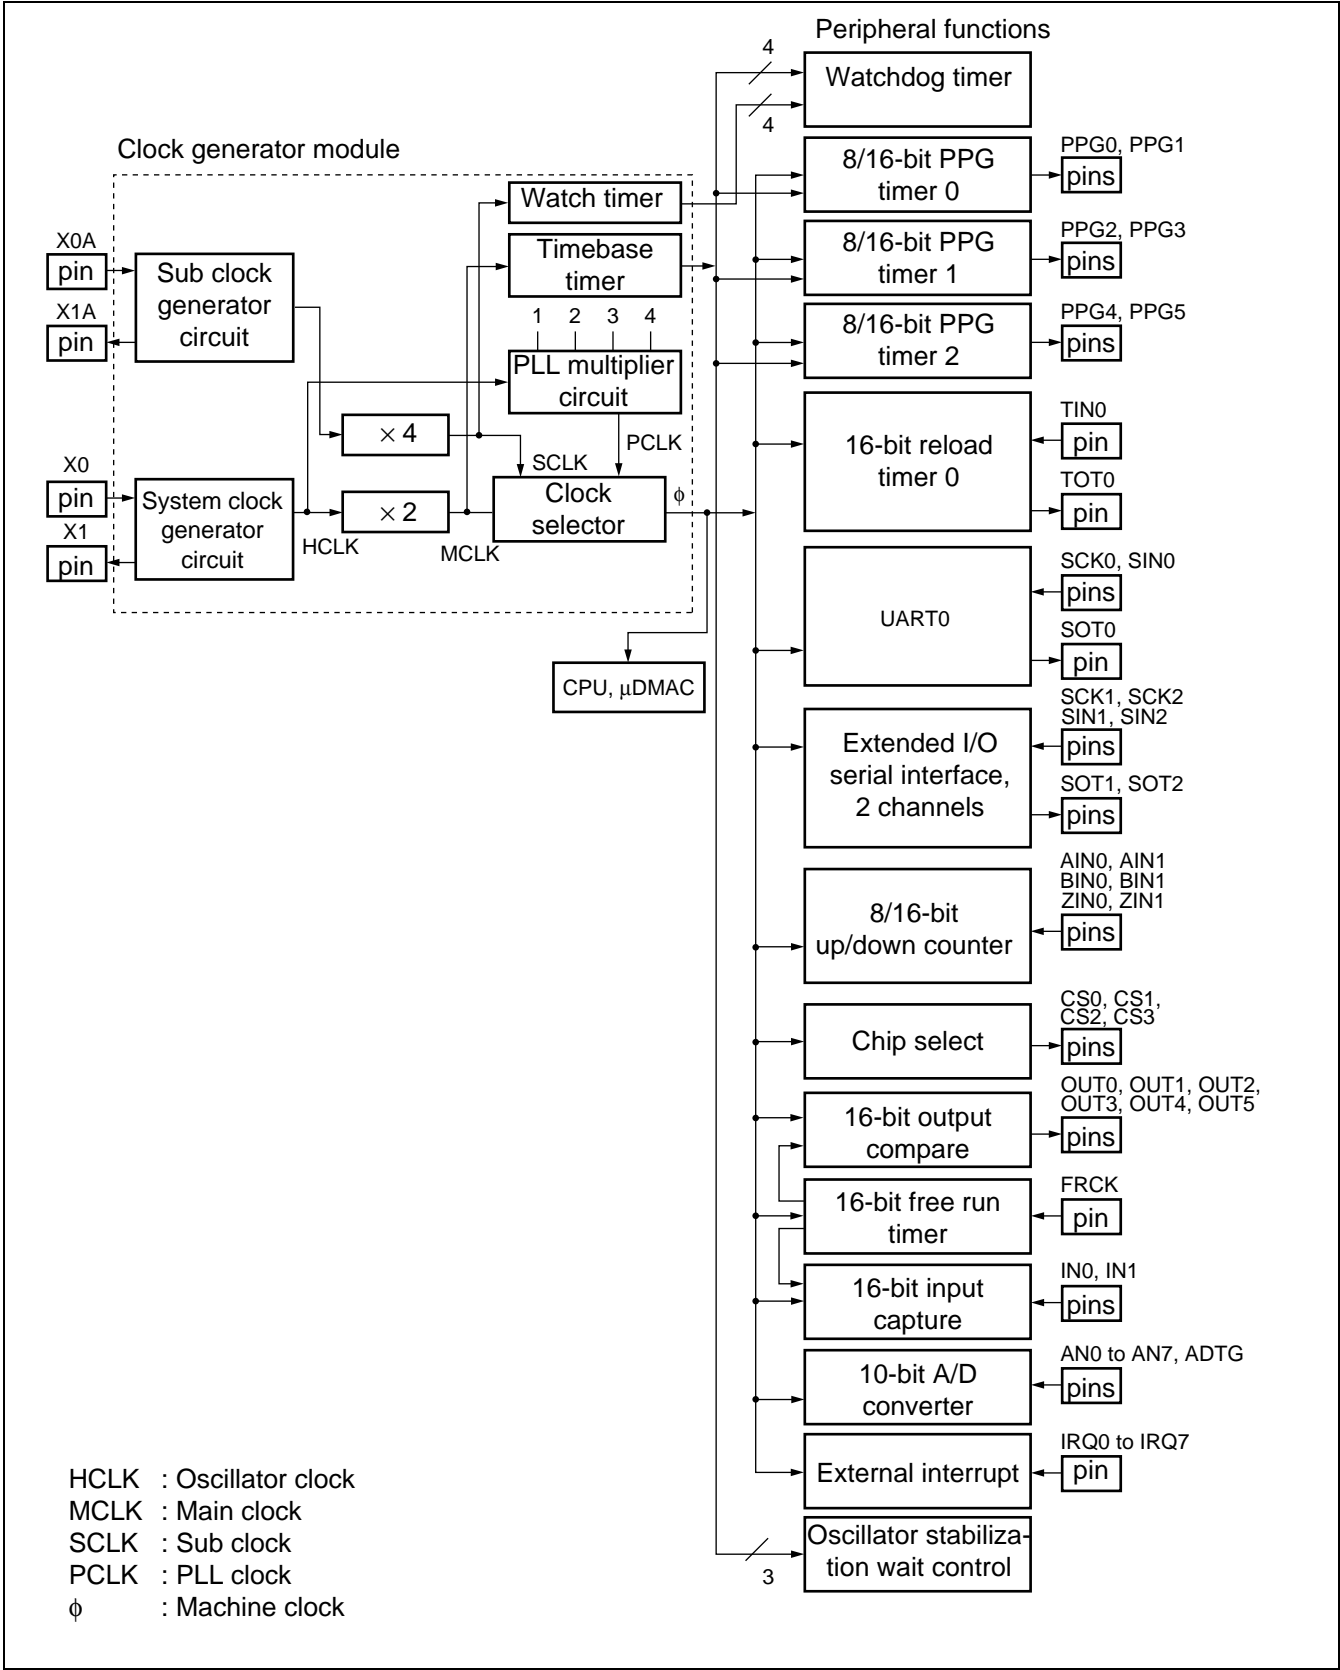 Peripheral functions
4
Watchdog timer
4
Clock generator module
8/16-bit PPG
timer 0
PPG0, PPG1
pins
Watch timer
X0A
pin
Sub clock
generator
circuit
X1A
pin
Timebase
timer
8/16-bit PPG
timer 1
PPG2, PPG3
pins
1 2 3 4
8/16-bit PPG
timer 2
PPG4, PPG5
pins
PLL multiplier
circuit
× 4
PCLK
SCLK
16-bit reload
timer 0
TIN0
pin
TOT0
pin
X0
pin
X1
pin
System clock
generator
circuit
HCLK
× 2
MCLK
Clock
selector
ϕ
CPU, µDMAC
UART0
SCK0, SIN0
pins
SOT0
pin
Extended I/O
serial interface,
2 channels
SCK1, SCK2
SIN1, SIN2
pins
SOT1, SOT2
pins
8/16-bit
up/down counter
AIN0, AIN1
BIN0, BIN1
ZIN0, ZIN1
pins
Chip select
CS0, CS1,
CS2, CS3
pins
16-bit output
compare
OUT0, OUT1, OUT2,
OUT3, OUT4, OUT5
pins
16-bit free run
timer
FRCK
pin
16-bit input
capture
IN0, IN1
pins
10-bit A/D
converter
AN0 to AN7, ADTG
pins
External interrupt
IRQ0 to IRQ7
pin
Oscillator stabiliza-
tion wait control
3
HCLK : Oscillator clock
MCLK : Main clock
SCLK : Sub clock
PCLK : PLL clock
ϕ : Machine clock